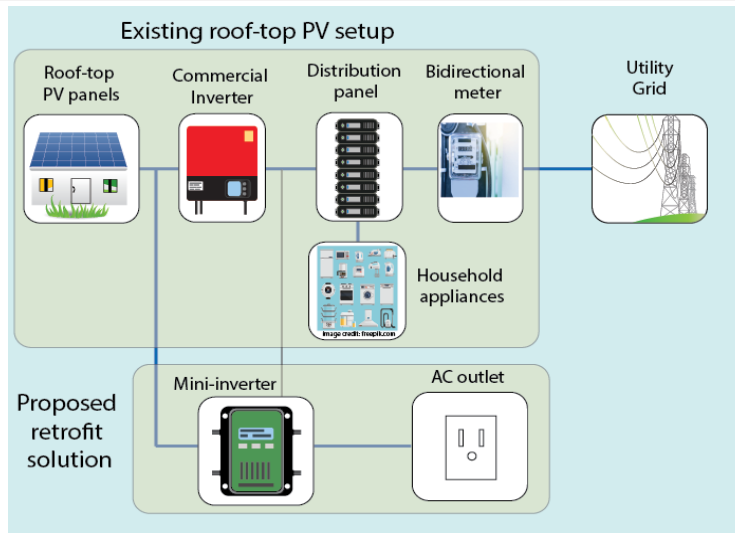 Existing roof-top PV setup
Roof-top
PV panels
Commercial
Inverter
Distribution
panel
Bidirectional
meter
Utility
Grid
Household
appliances
image credit: freepik.com
Proposed
retrofit
solution
Mini-inverter
AC outlet